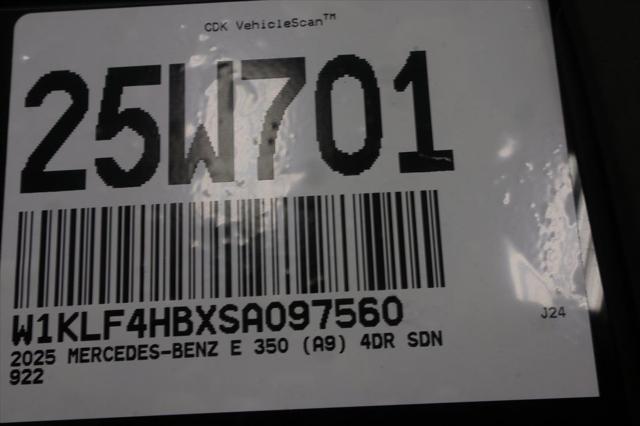 CDK VehicleScan™
25W701
W1KLF4HBXSA097560
J24
2025 MERCEDES-BENZ E 350 (A9) 4DR SDN
922